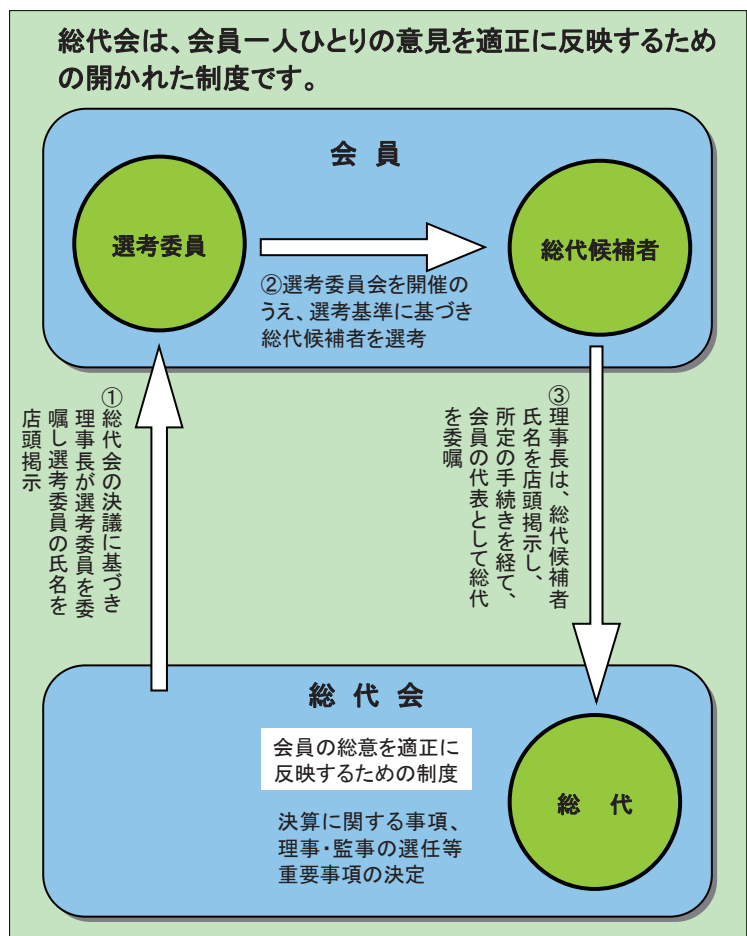 総代会は、会員一人ひとりの意見を適正に反映するため
の開かれた制度です。
会 員
選考委員
総代候補者
②選考委員会を開催の
うえ、選考基準に基づき
総代候補者を選考
①総代会の決議に基づき
理事長が選考委員を委
嘱し選考委員の氏名を
店頭掲示
③理事長は、総代候補者
氏名を店頭掲示し、
所定の手続きを経て、
会員の代表として総代
を委嘱
総 代 会
会員の総意を適正に
反映するための制度
決算に関する事項、
理事・監事の選任等
重要事項の決定
総 代